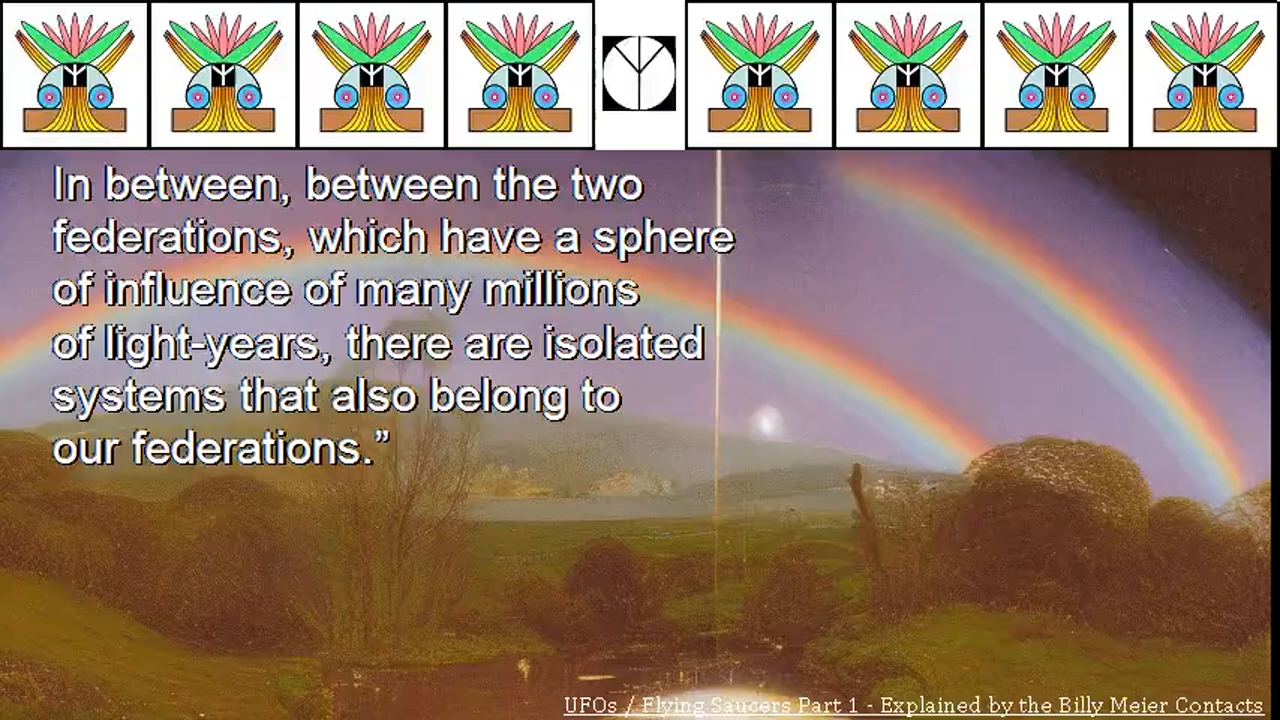 In between, between the two
federations, which have a sphere
of influence of many millions
of light-years, there are isolated
systems that also belong to
our federations.”
UFOs / Flying Saucers Part 1 - Explained by the Billy Meier Contacts